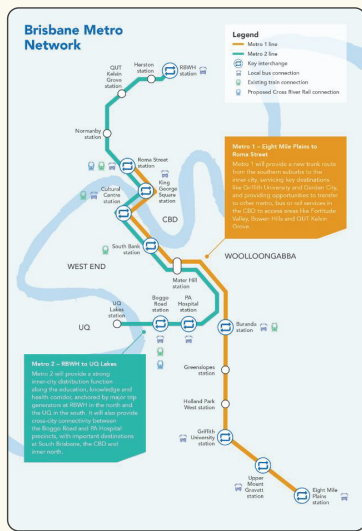 Brisbane Metro
Network
Legend
Metro 1 line
Metro 2 line
Key interchange
Local bus connection
Existing train connection
Proposed Cross River Rail connection
QUT
Kelvin
Grove
station
Herston
station
RBWH
station
Normanby
station
Roma Street
station
King
George
Square
station
Cultural
Centre
station
CBD
South Bank
station
WEST END
WOOLLOONGABBA
Mater Hill
station
UQ
Lakes
station
UQ
Boggo
Road
station
PA
Hospital
station
Buranda
station
Greenslopes
station
Holland Park
West station
Griffith
University
station
Upper
Mount
Gravatt
station
Eight Mile
Plains
station
Metro 1 – Eight Mile Plains to
Roma Street
Metro 1 will provide a new trunk route
from the southern suburbs to the
inner city, servicing key destinations
like Griffith University and Garden City,
and providing opportunities to transfer
to other metro, bus or rail services in
the CBD to access areas like Fortitude
Valley, Bowen Hills and QUT Kelvin
Grove.
Metro 2 – RBWH to UQ Lakes
Metro 2 will provide a strong
inner-city distribution function
along the education, knowledge and
health corridor, anchored by major trip
generators at RBWH in the north and
the UQ in the south. It will also provide
cross-city connectivity between
the Boggo Road and PA Hospital
precincts, with important destinations
at South Brisbane, the CBD and
inner north.